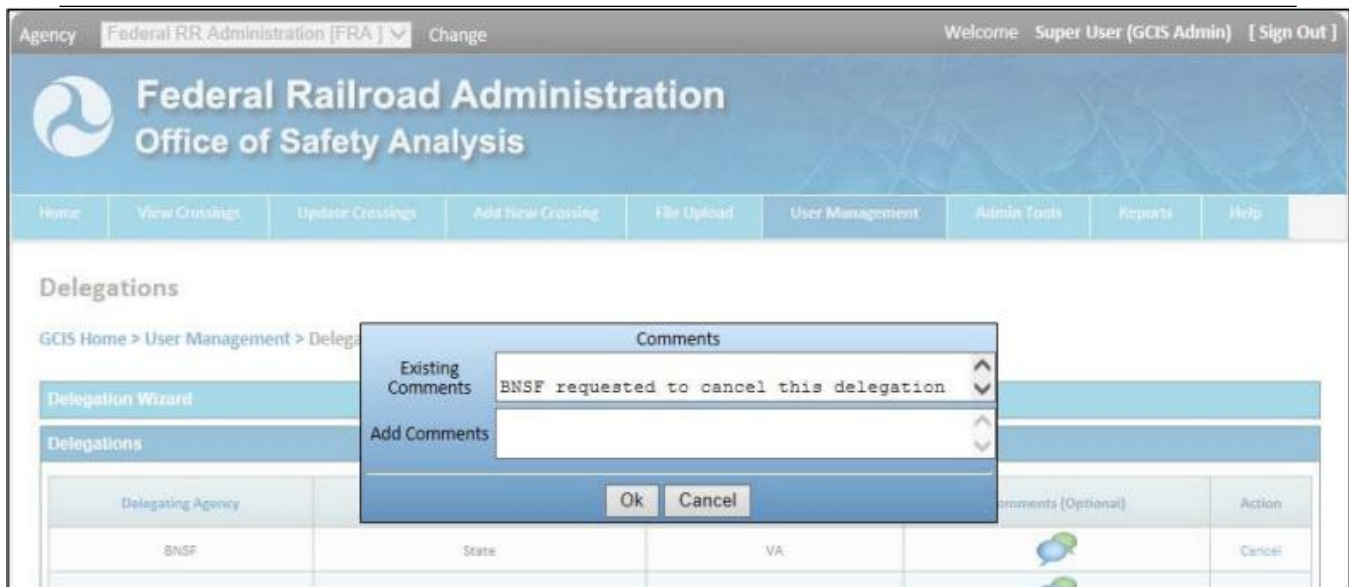 Agency Federal RR Administration [FRA ] Change Welcome Super User (GCIS Admin) [ Sign Out ]
Federal Railroad Administration
Office of Safety Analysis
Home View Crossings Update Crossings Add New Crossing File Upload User Management Admin Tools Reports Help
Delegations
GCIS Home > User Management > Delega
Comments
Existing
Comments
BNSF requested to cancel this delegation
Delegation Wizard
Add Comments
Delegations
Ok Cancel
Delegating Agency omments (Optional) Action
BNSF State VA Cancel